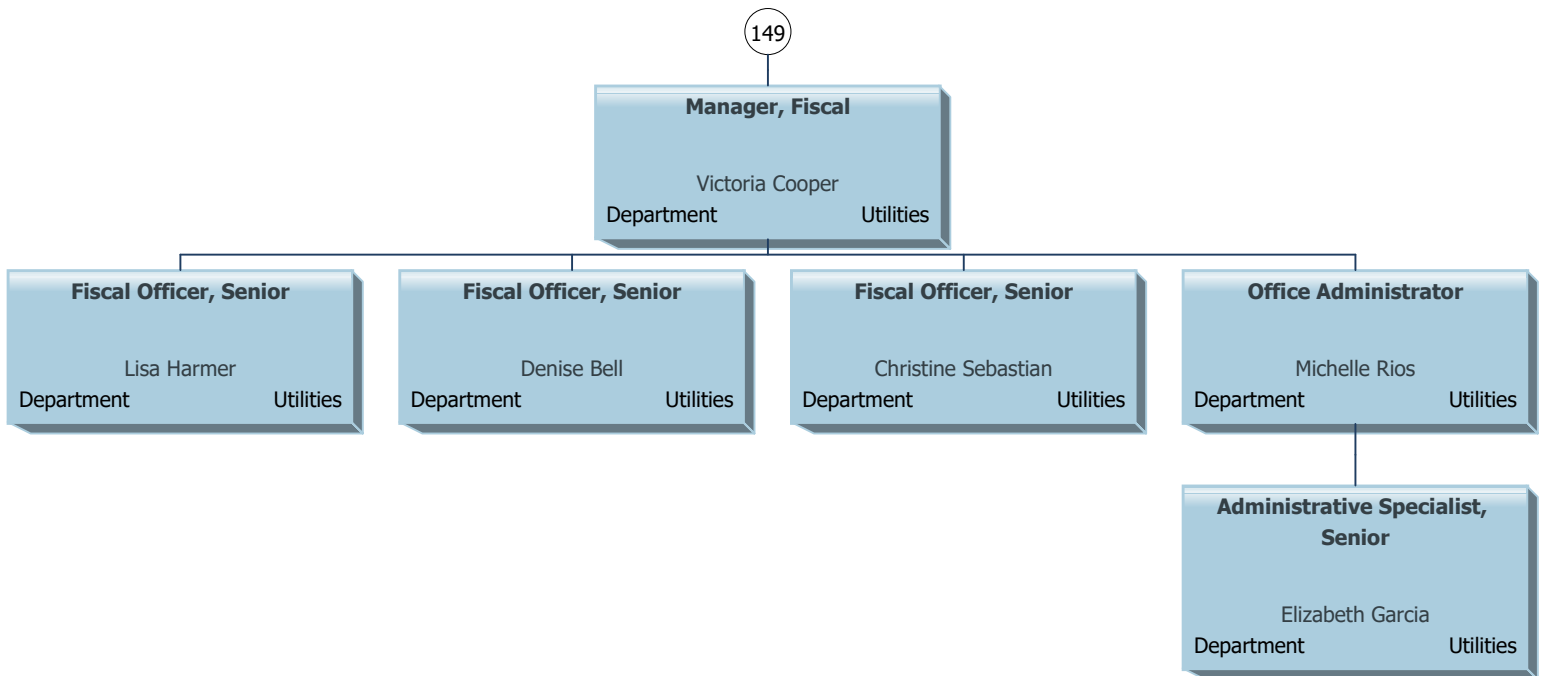 149
Manager, Fiscal
Victoria Cooper
Department Utilities
Fiscal Officer, Senior
Lisa Harmer
Department Utilities
Fiscal Officer, Senior
Denise Bell
Department Utilities
Fiscal Officer, Senior
Christine Sebastian
Department Utilities
Office Administrator
Michelle Rios
Department Utilities
Administrative Specialist,
Senior
Elizabeth Garcia
Department Utilities